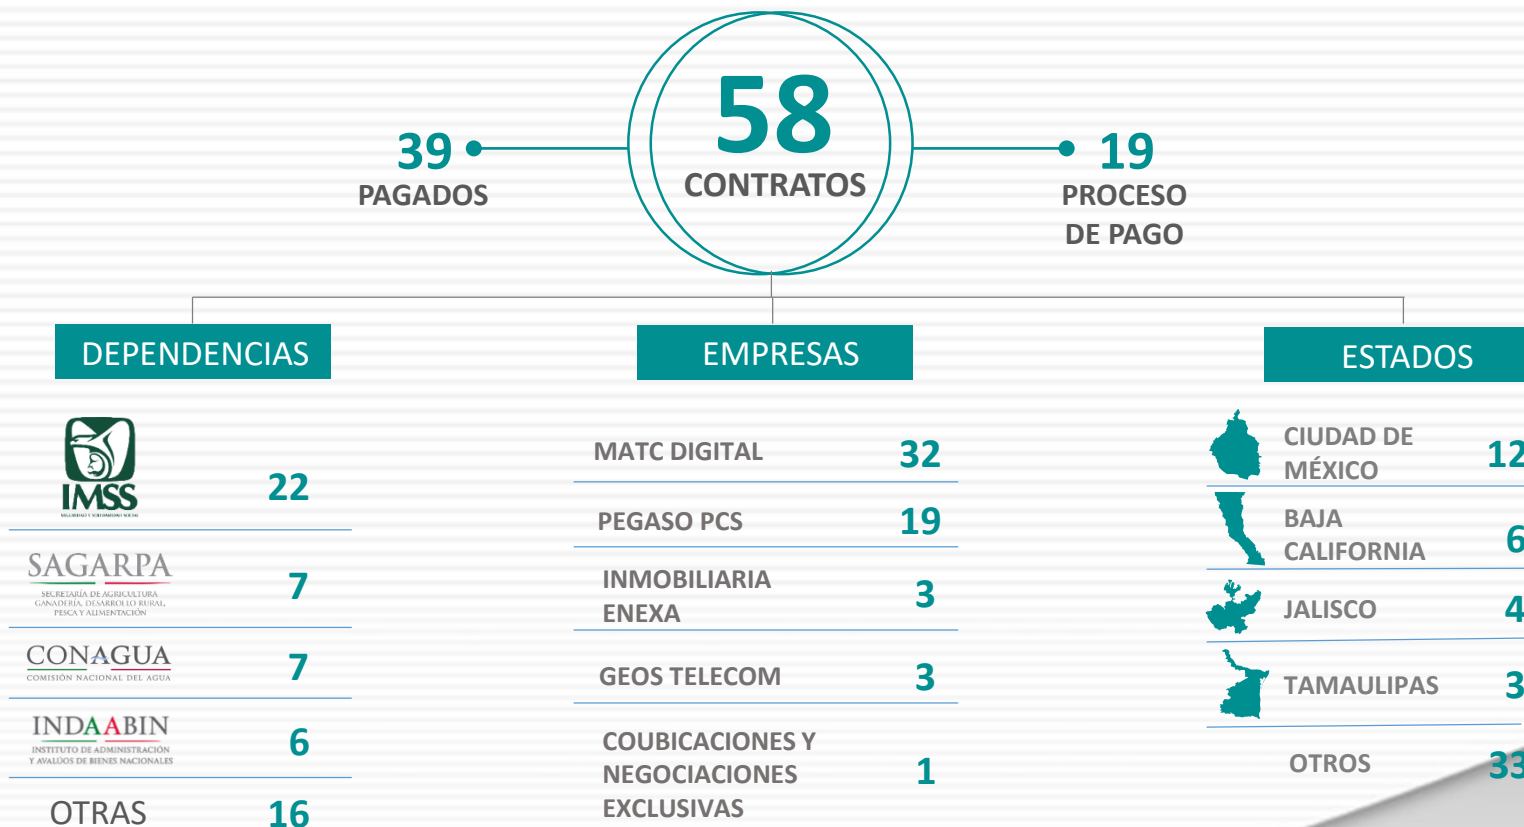 58
CONTRATOS
39
PAGADOS
19
PROCESO
DE PAGO
DEPENDENCIAS
IMSS
SEGURIDAD Y SOLIDARIDAD SOCIAL
22
SAGARPA
SECRETARÍA DE AGRICULTURA,
GANADERÍA, DESARROLLO RURAL,
PESCA Y ALIMENTACIÓN
7
CONAGUA
COMISIÓN NACIONAL DEL AGUA
7
INDAABIN
INSTITUTO DE ADMINISTRACIÓN
Y AVALÚOS DE BIENES NACIONALES
6
OTRAS
16
EMPRESAS
MATC DIGITAL
32
PEGASO PCS
19
INMOBILIARIA
ENEXA
3
GEOS TELECOM
3
COUBICACIONES Y
NEGOCIACIONES
EXCLUSIVAS
1
ESTADOS
CIUDAD DE
MÉXICO
12
BAJA
CALIFORNIA
6
JALISCO
4
TAMAULIPAS
3
OTROS
33